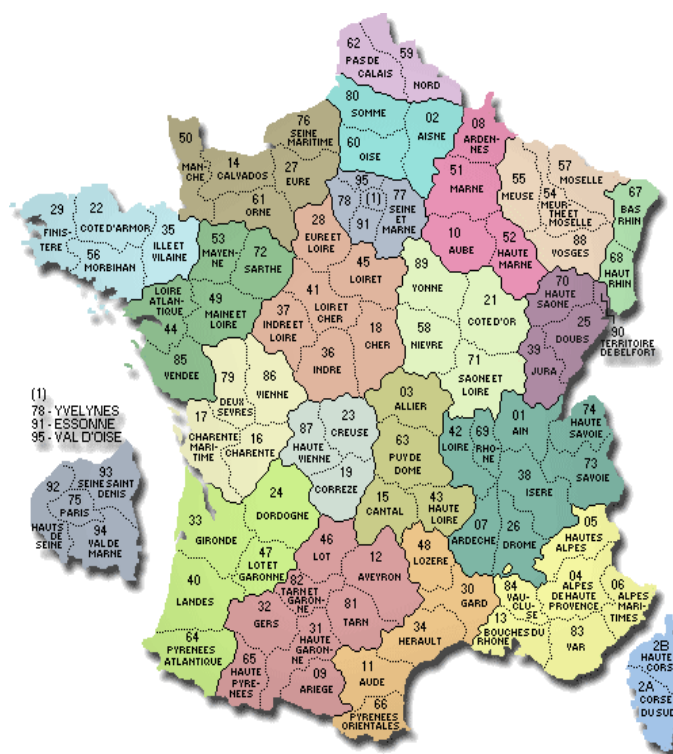 62
PAS DE
CALAIS
59
NORD
80
SOMME
02
AISNE
60
OISE
08
ARDEN-
NES
76
SEINE
MARITIME
50
MAN-
CHE
14
CALVADOS
27
EURE
61
ORNE
95
(1)
78
91
77
SEINE
ET
MARNE
51
MARNE
10
AUBE
52
HAUTE
MARNE
55
MEUSE
57
MOSELLE
54
MEUR-
THE ET
MOSELLE
88
VOSGES
67
BAS
RHIN
68
HAUT
RHIN
29
FINIS-
TERE
22
COTE D'ARMOR
35
ILLE ET
VILAINE
56
MORBIHAN
53
MAYEN-
NE
72
SARTHE
LOIRE
ATLAN-
TIQUE
44
49
MAINE ET
LOIRE
85
VENDEE
28
EURE ET
LOIRE
45
LOIRET
41
LOIR ET
CHER
37
INDRE ET
LOIRE
18
CHER
36
INDRE
89
YONNE
21
COTE D'OR
58
NIEVRE
71
SAONE ET
LOIRE
70
HAUTE
SAONE
25
DOUBS
39
JURA
90
TERRITOIRE
DE BELFORT
79
DEUX
SEVRES
86
VIENNE
17
CHARENTE
MARI-
TIME
16
CHARENTE
87
HAUTE
VIENNE
23
CREUSE
19
CORREZE
03
ALLIER
63
PUY DE
DOME
15
CANTAL
43
HAUTE
LOIRE
42
LOIRE
69
RHO-
NE
01
AIN
74
HAUTE
SAVOIE
73
SAVOIE
38
ISERE
07
ARDECHE
26
DROME
(1)
78 - YVELYNES
91 - ESSONNE
95 - VAL D'OISE
92
HAUTS
DE
SEINE
93
SEINE SAINT
DENIS
75
PARIS
94
VAL DE
MARNE
33
GIRONDE
24
DORDOGNE
47
LOT ET
GARONNE
40
LANDES
64
PYRENEES
ATLANTIQUE
46
LOT
12
AVEYRON
82
TARN ET
GARON-
NE
81
TARN
32
GERS
31
HAUTE
GARON-
NE
65
HAUTE
PYRE-
NEES
09
ARIEGE
48
LOZERE
30
GARD
34
HERAULT
11
AUDE
66
PYRENEES
ORIENTALES
05
HAUTES
ALPES
04
ALPES
DE HAUTE
PROVENCE
06
ALPES
MARI-
TIMES
84
VAU-
CLUSE
13
BOUCHES DU
RHONE
83
VAR
2B
HAUTE
CORS
2A
CORSE
DU SUD